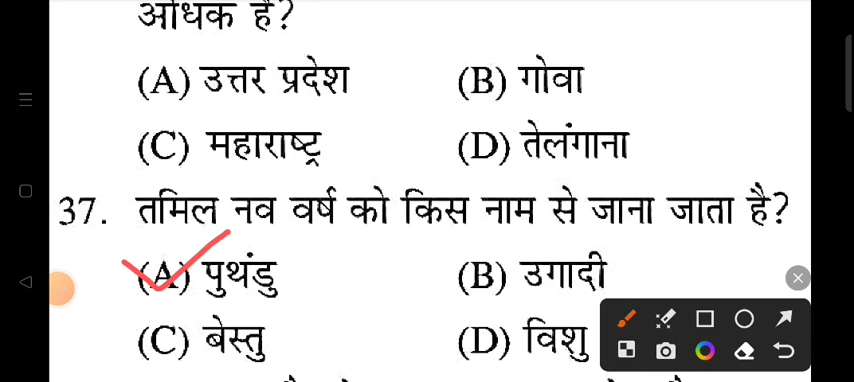 अधिक है?
(A) उत्तर प्रदेश (B) गोवा
(C) महाराष्ट्र (D) तेलंगाना
37. तमिल नव वर्ष को किस नाम से जाना जाता है?
(A) पुथंडु (B) उगादी
(C) बेस्तु (D) विशु